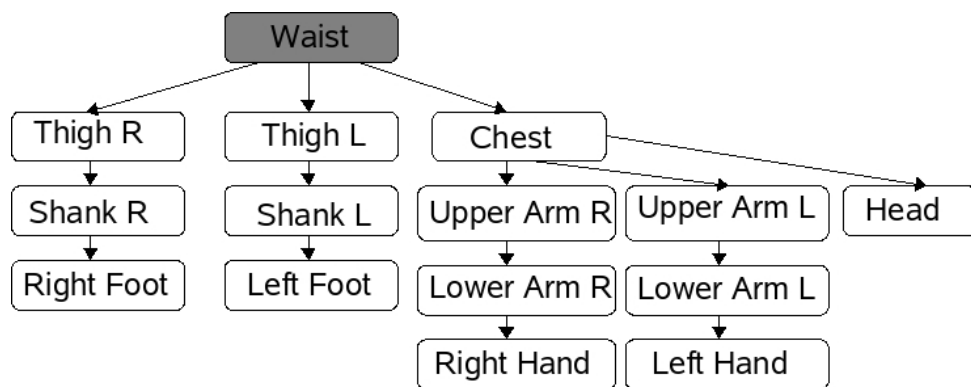 Waist
Thigh R
Thigh L
Chest
Shank R
Shank L
Upper Arm R
Upper Arm L
Head
Right Foot
Left Foot
Lower Arm R
Lower Arm L
Right Hand
Left Hand